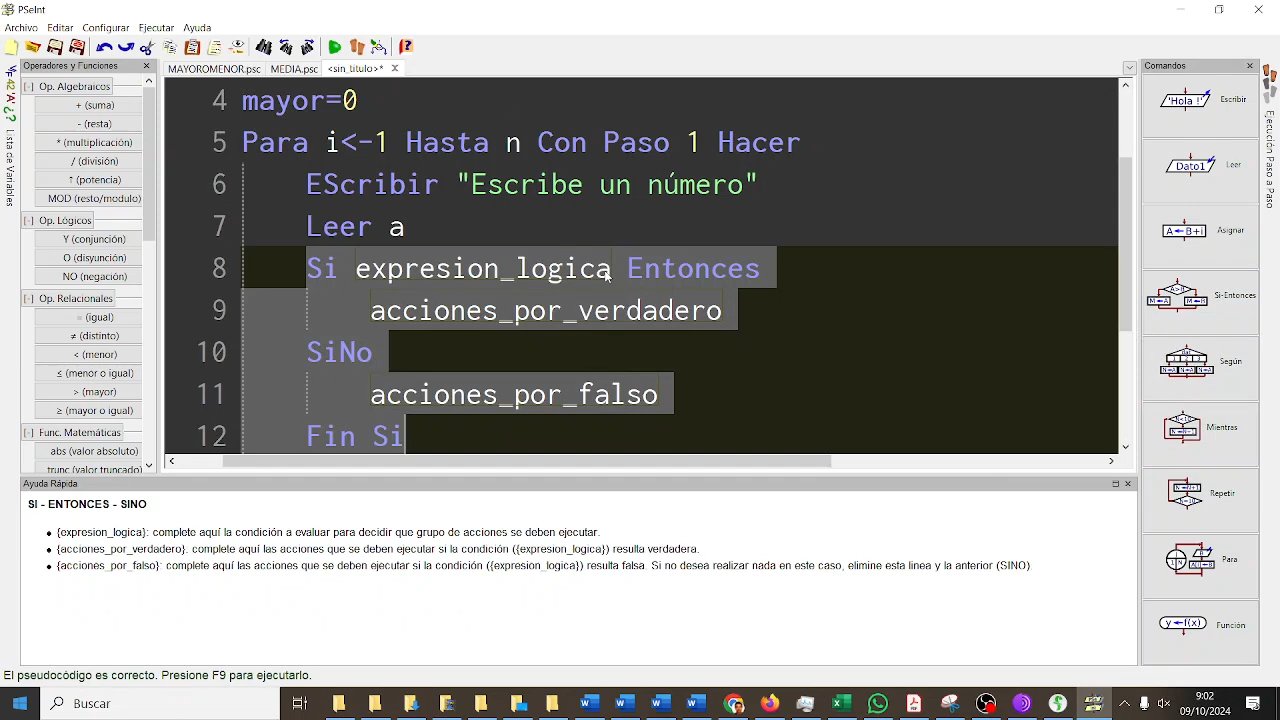 PSeInt
Archivo Editar Configurar Ejecutar Ayuda
Operadores y Funciones
MAYOROMENOR.psc MEDIA.psc <sin_titulo>*
Comandos
Lista de Variables
Op. Algebraicos
+ (suma)
- (resta)
* (multiplicación)
/ (división)
↑ (potencia)
MOD (resto/modulo)
Op. Lógicos
Y (conjunción)
O (disyunción)
NO (negación)
Op. Relacionales
= (igual)
≠ (distinto)
< (menor)
≤ (menor o igual)
> (mayor)
≥ (mayor o igual)
Func. Matemáticas
abs (valor absoluto)
trunc (valor truncado)
4 mayor=0
5 Para i<-1 Hasta n Con Paso 1 Hacer
6 EScribir "Escribe un número"
7 Leer a
8 Si expresion_logica Entonces
9 acciones_por_verdadero
10 SiNo
11 acciones_por_falso
12 Fin Si
'Hola !' Escribir
Dato1 Leer
A←B+i Asignar
Si-Entonces
Según
Mientras
Repetir
Para
y←f(x) Función
Ejecución Paso a Paso
Ayuda Rápida
SI - ENTONCES - SINO
{expresion_logica}: complete aquí la condición a evaluar para decidir que grupo de acciones se deben ejecutar.
{acciones_por_verdadero}: complete aquí las acciones que se deben ejecutar si la condición ({expresion_logica}) resulta verdadera.
{acciones_por_falso}: complete aquí las acciones que se deben ejecutar si la condición ({expresion_logica}) resulta falsa. Si no desea realizar nada en este caso, elimine esta linea y la anterior (SINO).
El pseudocódigo es correcto. Presione F9 para ejecutarlo.
Buscar
9:02
09/10/2024